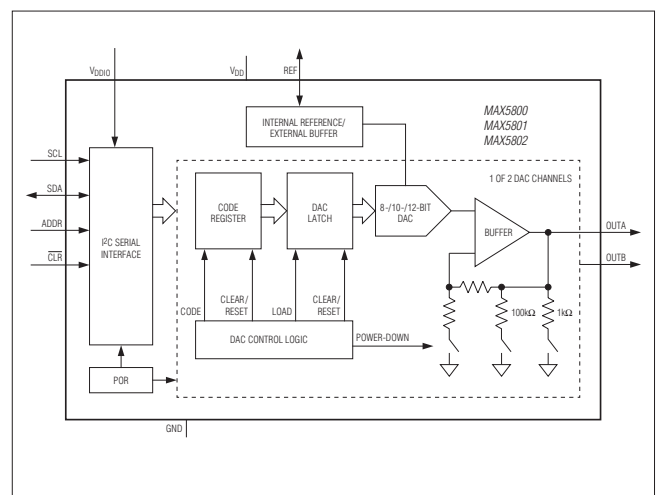 VDDIO
VDD
REF
MAX5800
MAX5801
MAX5802
INTERNAL REFERENCE/
EXTERNAL BUFFER
1 OF 2 DAC CHANNELS
SCL
SDA
ADDR
CLR
I2C SERIAL
INTERFACE
CODE
REGISTER
DAC
LATCH
8-/10-/12-BIT
DAC
BUFFER
OUTA
OUTB
CODE
CLEAR/
RESET
LOAD
CLEAR/
RESET
100kΩ
1kΩ
DAC CONTROL LOGIC
POWER-DOWN
POR
GND